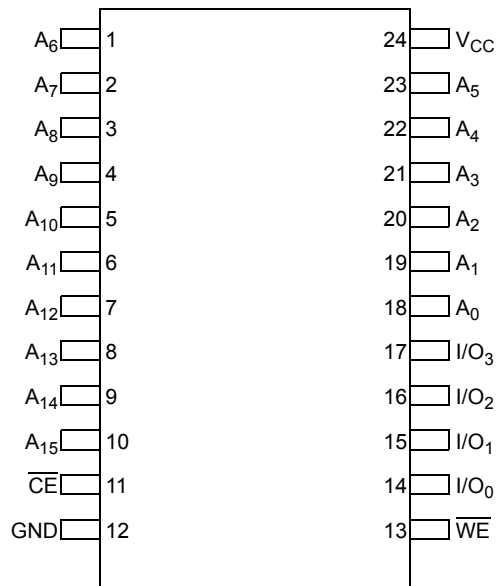 A6 1 24 VCC
A7 2 23 A5
A8 3 22 A4
A9 4 21 A3
A10 5 20 A2
A11 6 19 A1
A12 7 18 A0
A13 8 17 I/O3
A14 9 16 I/O2
A15 10 15 I/O1
C̅E̅ 11 14 I/O0
GND 12 13 W̅E̅